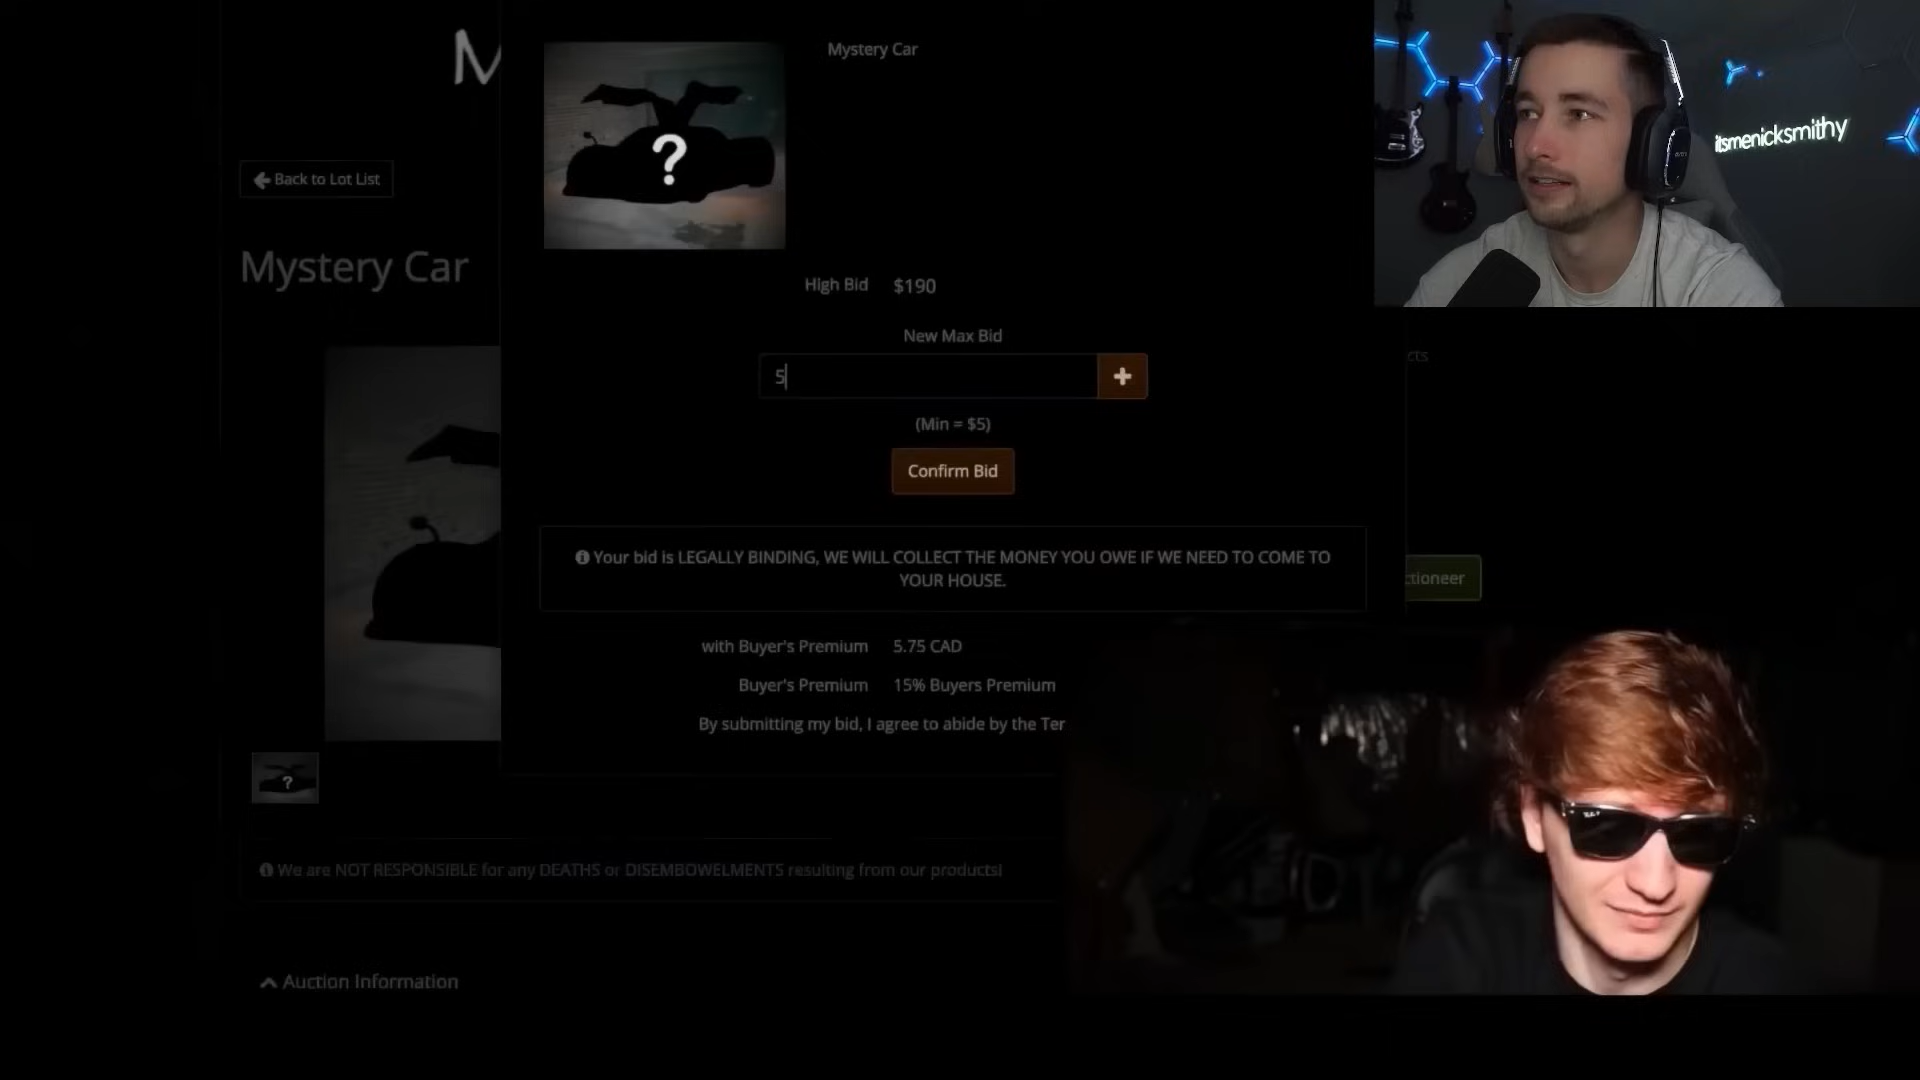 M
Mystery Car
?
Back to Lot List
Mystery Car
High Bid $190
New Max Bid
5
+
(Min = $5)
Confirm Bid
Your bid is LEGALLY BINDING, WE WILL COLLECT THE MONEY YOU OWE IF WE NEED TO COME TO
YOUR HOUSE.
with Buyer's Premium 5.75 CAD
Buyer's Premium 15% Buyers Premium
By submitting my bid, I agree to abide by the Ter
?
We are NOT RESPONSIBLE for any DEATHS or DISEMBOWELMENTS resulting from our products!
Auction Information
cts
ctioneer
itsmenicksmithy